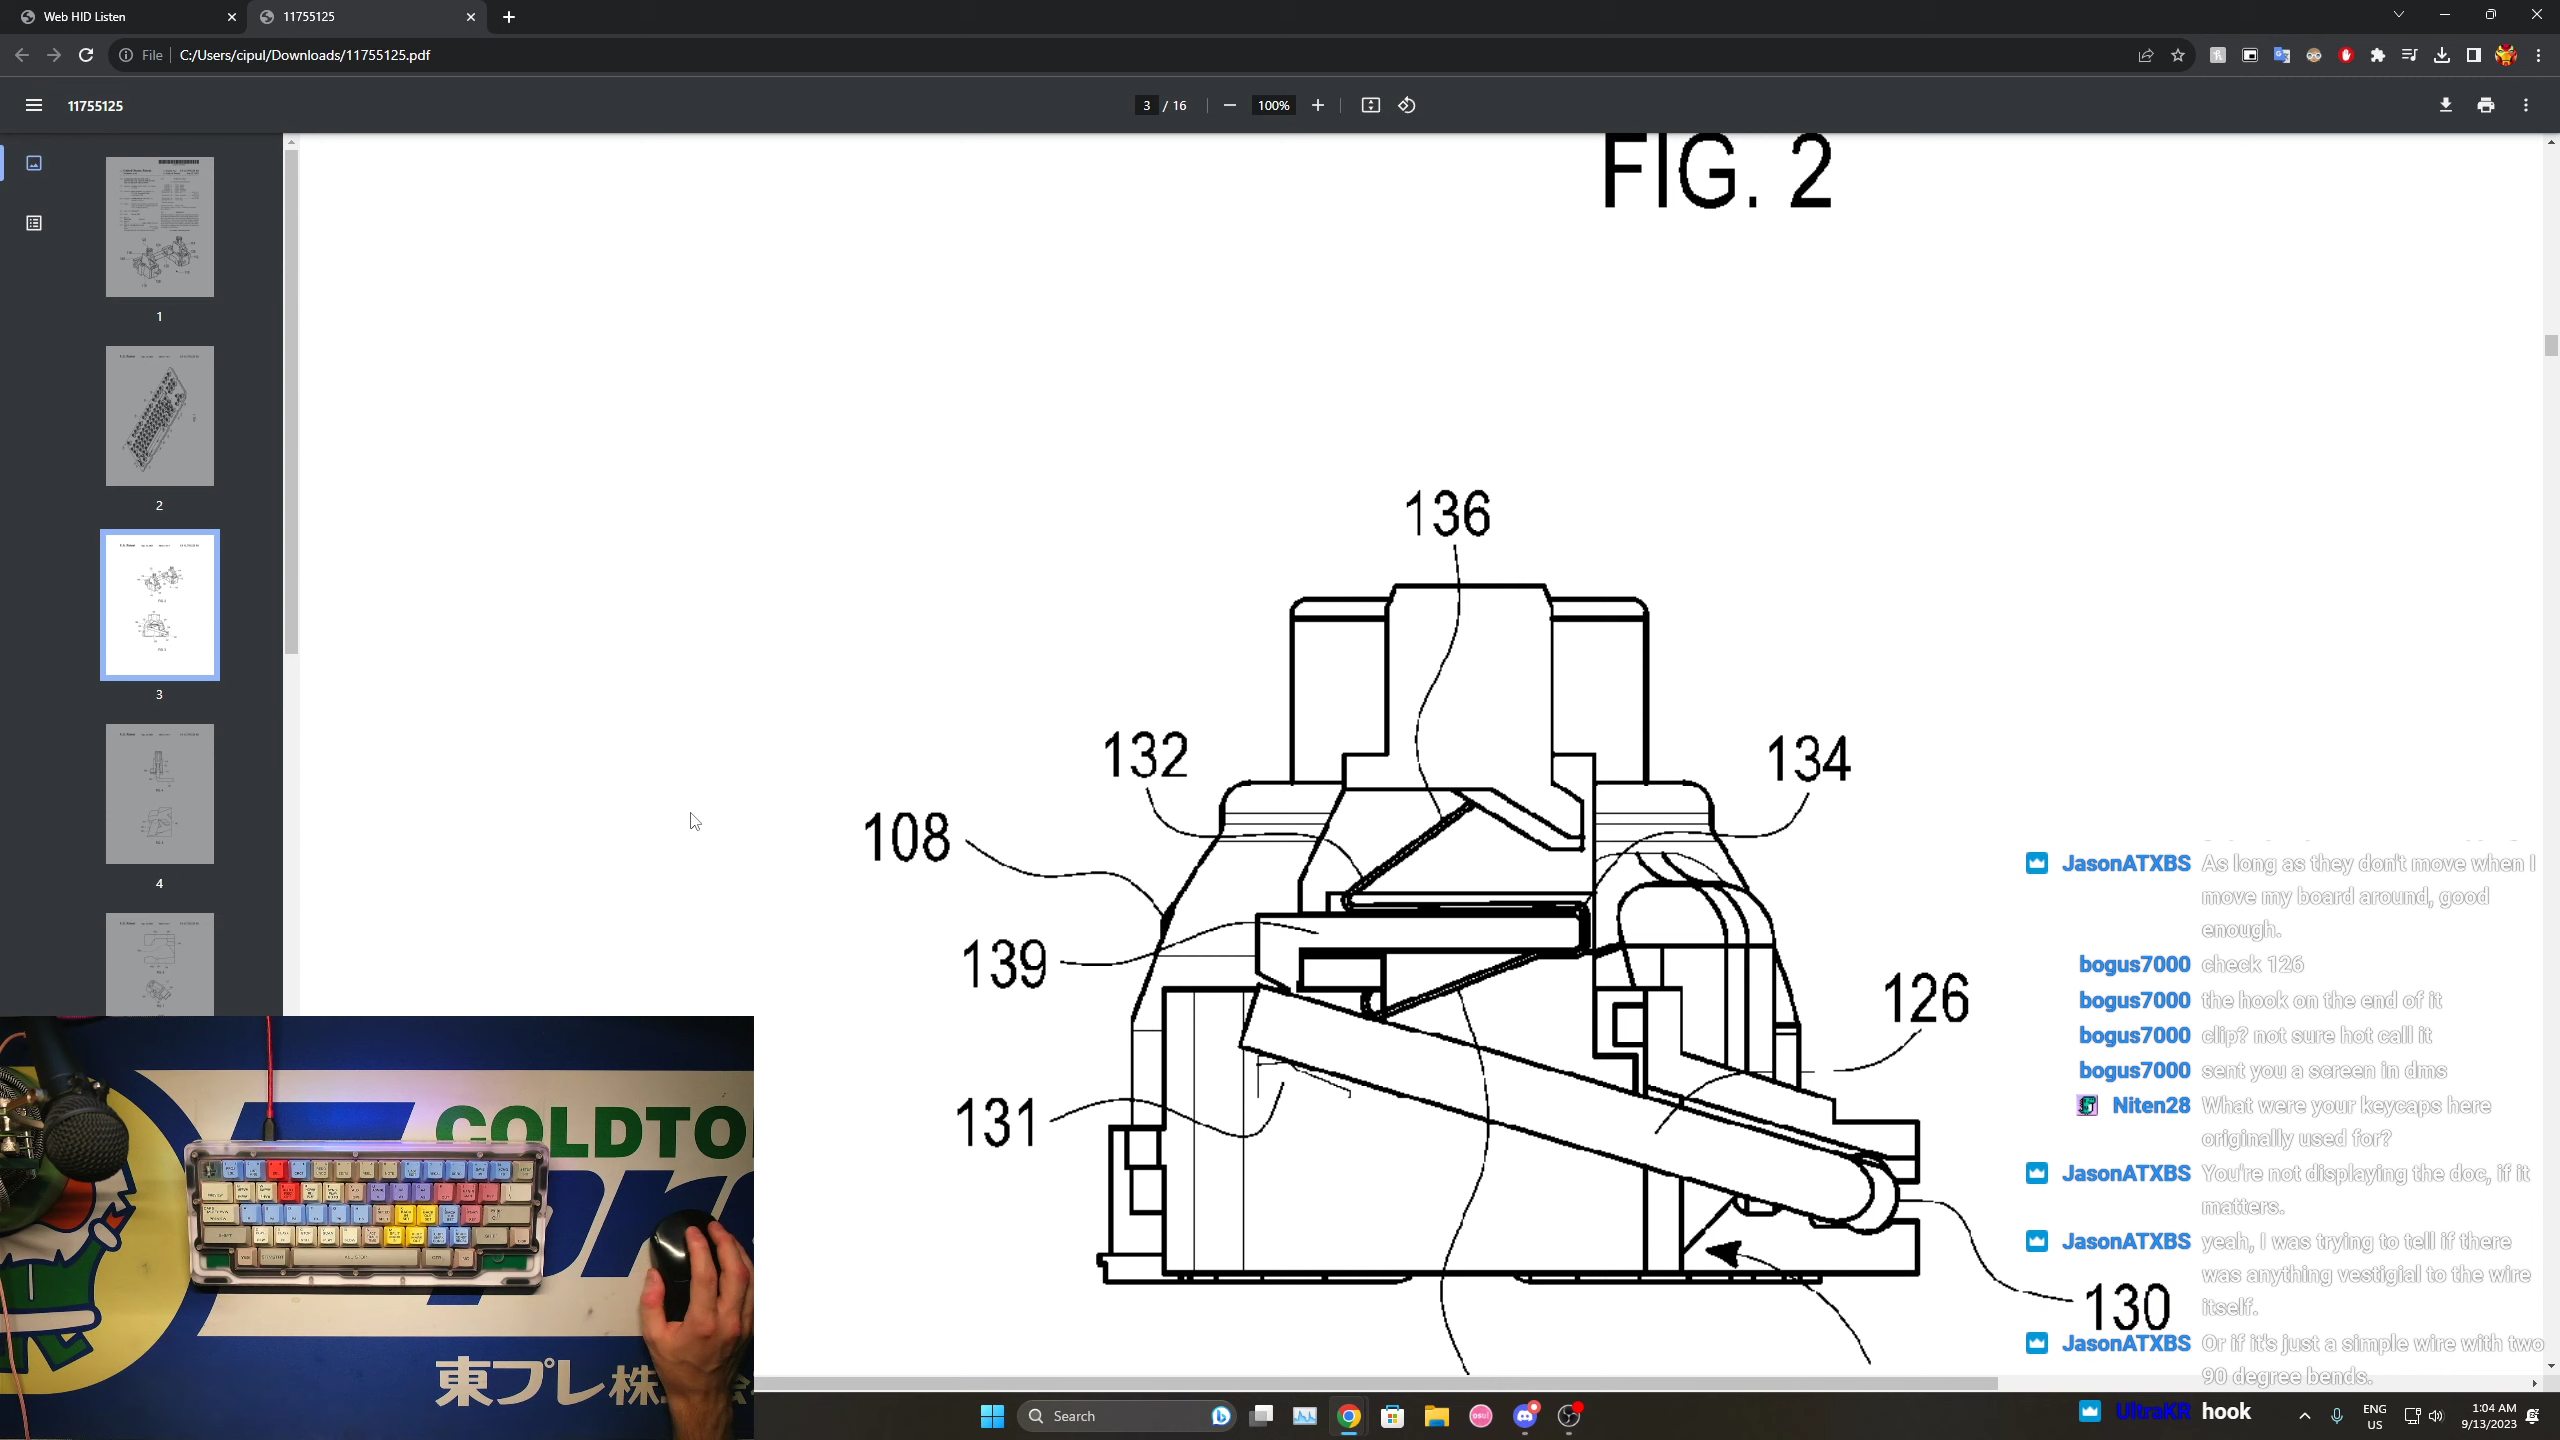 Web HID Listen
11755125
File
C:/Users/cipul/Downloads/11755125.pdf
11755125
3 / 16
100%
1
2
3
4
FIG. 2
136
132
134
108
139
126
131
130
JasonATXBS As long as they don't move when I
move my board around, good
enough.
bogus7000 check 126
bogus7000 the hook on the end of it
bogus7000 clip? not sure hot call it
bogus7000 sent you a screen in dms
Niten28 What were your keycaps here
originally used for?
JasonATXBS You're not displaying the doc, if it
matters.
JasonATXBS yeah, I was trying to tell if there
was anything vestigial to the wire
itself.
JasonATXBS Or if it's just a simple wire with two
90 degree bends.
UltraKR hook
COLDTO
東プレ株
Search
ENG
US
1:04 AM
9/13/2023